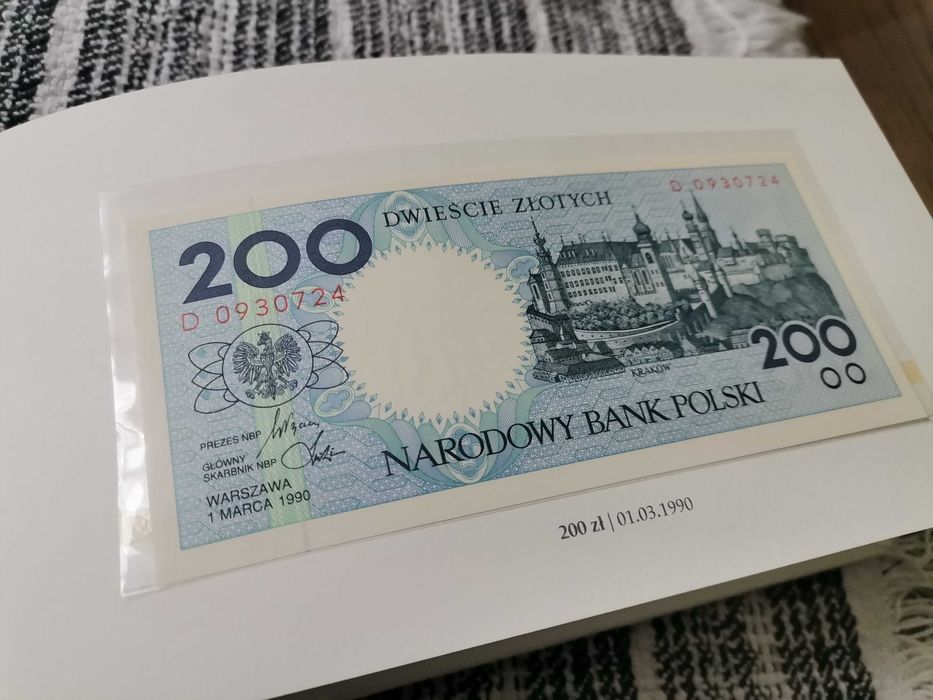 DWIEŚCIE ZŁOTYCH
D 0930724
200
D 0930724
KRAKÓW
200
PREZES NBP
GŁÓWNY
SKARBNIK NBP
WARSZAWA
1 MARCA 1990
NARODOWY BANK POLSKI
200 zł | 01.03.1990